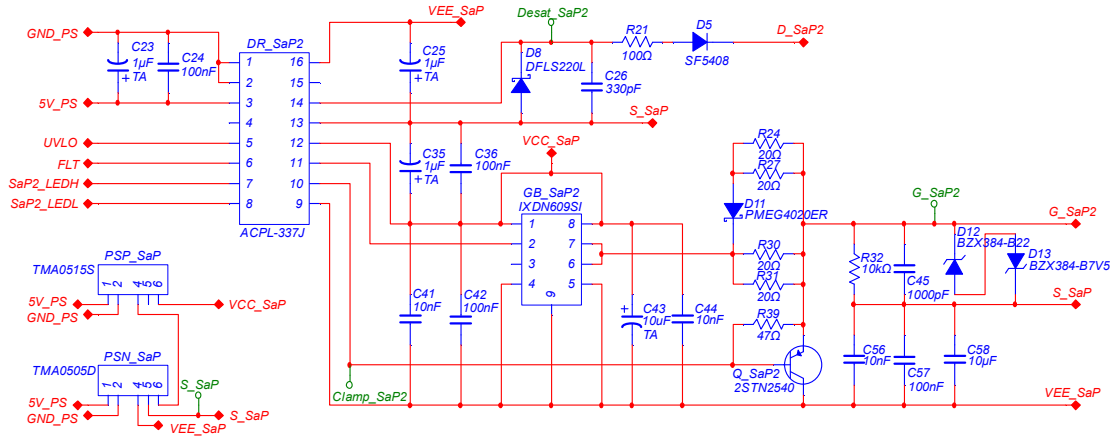 VEE_SaP
Desat_SaP2
GND_PS
C23
1µF
+
TA
C24
100nF
DR_SaP2
1
2
3
4
5
6
7
8
16
15
14
13
12
11
10
9
ACPL-337J
C25
1µF
+
TA
D8
DFLS220L
C26
330pF
R21
100Ω
D5
SF5408
D_SaP2
5V_PS
UVLO
FLT
SaP2_LEDH
SaP2_LEDL
S_SaP
C35
1µF
+
TA
C36
100nF
VCC_SaP
GB_SaP2
IXDN609SI
1
2
3
4
8
7
6
5
9
R24
20Ω
R27
20Ω
D11
PMEG4020ER
R30
20Ω
R31
20Ω
R39
47Ω
G_SaP2
G_SaP2
R32
10kΩ
C45
1000pF
D12
BZX384-B22
D13
BZX384-B7V5
S_SaP
PSP_SaP
TMA0515S
1 2 4 5 6
5V_PS
GND_PS
VCC_SaP
C41
10nF
C42
100nF
+
C43
10uF
TA
C44
10nF
Q_SaP2
2STN2540
C56
10nF
C57
100nF
C58
10µF
VEE_SaP
Clamp_SaP2
PSN_SaP
TMA0505D
1 2 4 5 6
5V_PS
GND_PS
S_SaP
S_SaP
VEE_SaP